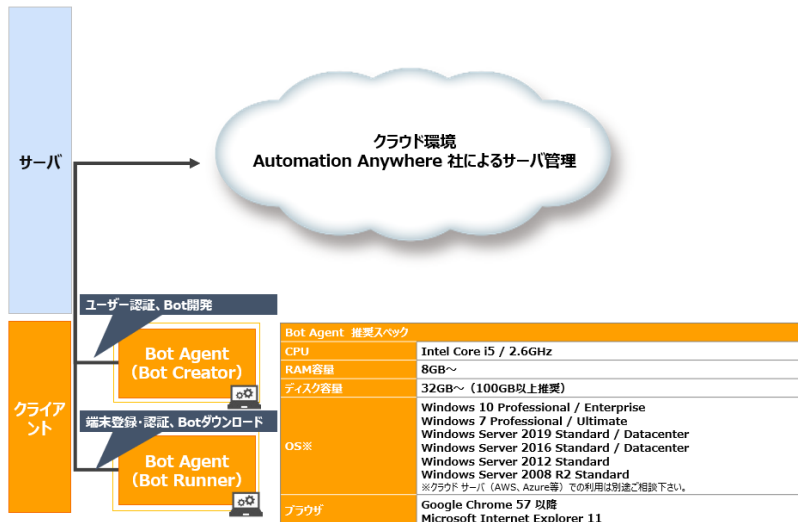 クラウド環境
Automation Anywhere 社によるサーバ管理
サーバ
ユーザー認証、Bot開発
Bot Agent
(Bot Creator)
クライア
ント
端末登録・認証、Botダウンロード
Bot Agent
(Bot Runner)
Bot Agent 推奨スペック
CPU
Intel Core i5 / 2.6GHz
RAM容量
8GB～
ディスク容量
32GB～（100GB以上推奨）
OS※
Windows 10 Professional / Enterprise
Windows 7 Professional / Ultimate
Windows Server 2019 Standard / Datacenter
Windows Server 2016 Standard / Datacenter
Windows Server 2012 Standard
Windows Server 2008 R2 Standard
※クラウド サーバ（AWS、Azure等）での利用は別途ご相談下さい。
ブラウザ
Google Chrome 57 以降
Microsoft Internet Explorer 11